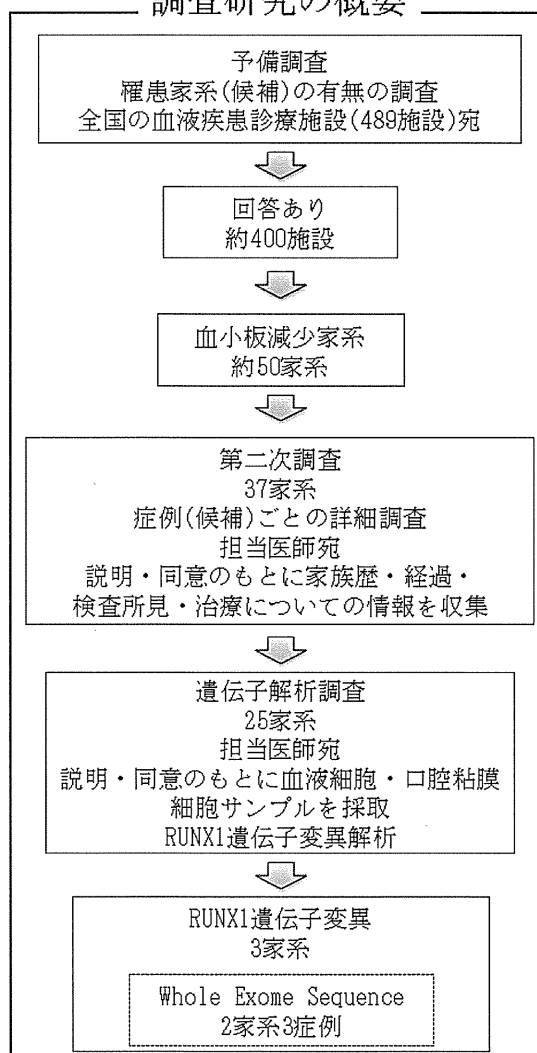 調査研究の概要
予備調査
罹患家系(候補)の有無の調査
全国の血液疾患診療施設(489施設)宛
回答あり
約400施設
血小板減少家系
約50家系
第二次調査
37家系
症例(候補)ごとの詳細調査
担当医師宛
説明・同意のもとに家族歴・経過・
検査所見・治療についての情報を収集
遺伝子解析調査
25家系
担当医師宛
説明・同意のもとに血液細胞・口腔粘膜
細胞サンプルを採取
RUNX1遺伝子変異解析
RUNX1遺伝子変異
3家系
Whole Exome Sequence
2家系3症例